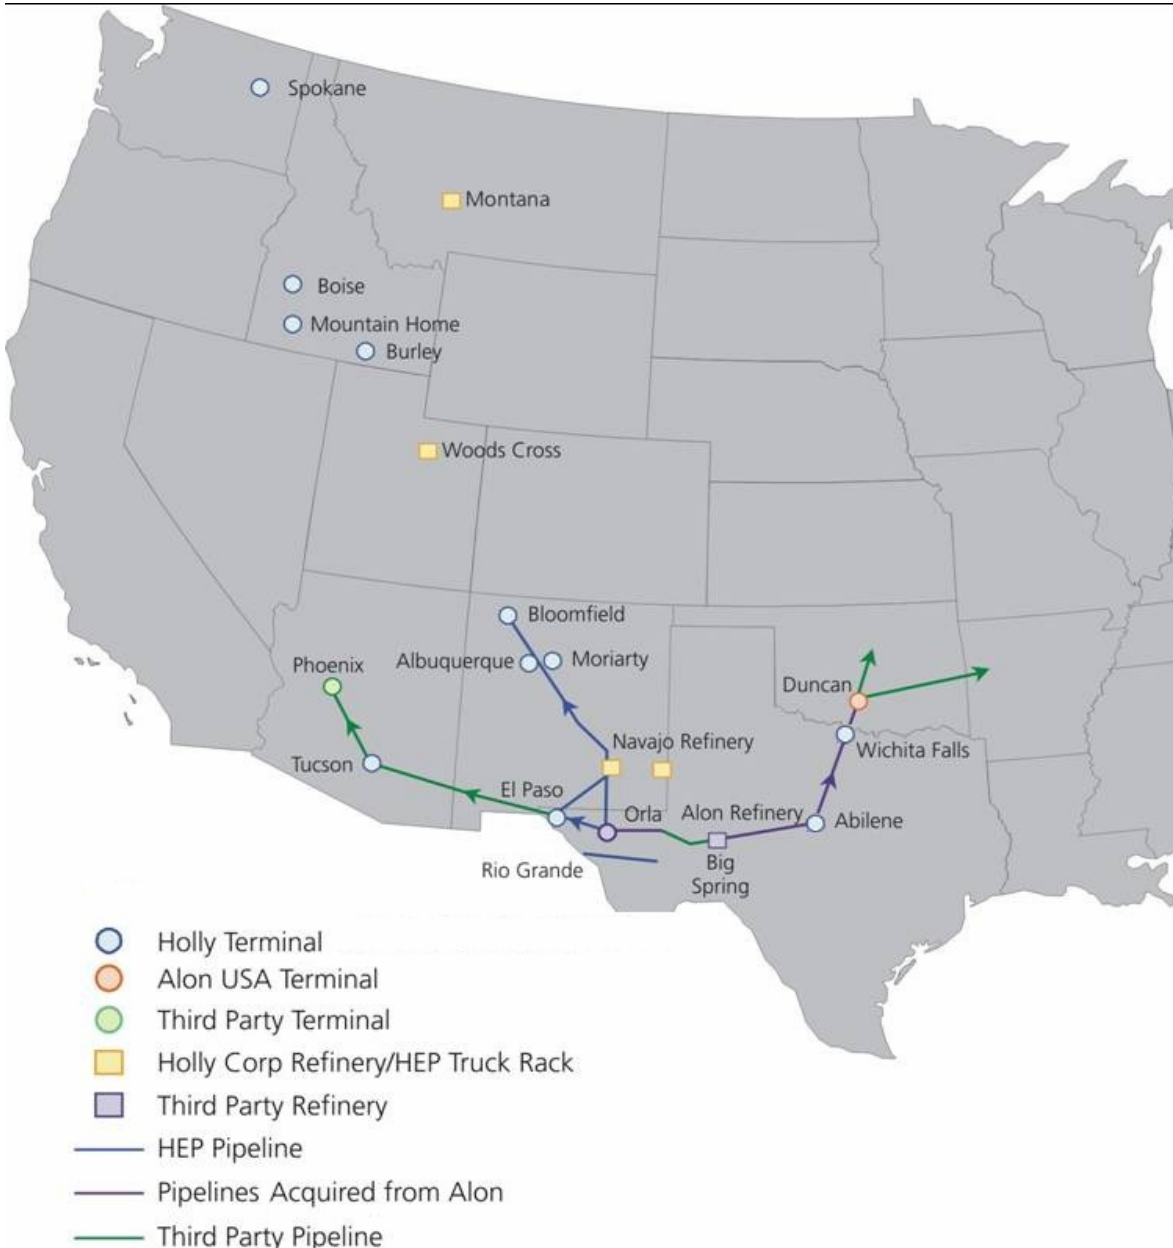 Spokane
Montana
Boise
Mountain Home
Burley
Woods Cross
Bloomfield
Albuquerque
Moriarty
Phoenix
Duncan
Navajo Refinery
Wichita Falls
Tucson
El Paso
Orla
Alon Refinery
Abilene
Rio Grande
Big
Spring
Holly Terminal
Alon USA Terminal
Third Party Terminal
Holly Corp Refinery/HEP Truck Rack
Third Party Refinery
HEP Pipeline
Pipelines Acquired from Alon
Third Party Pipeline